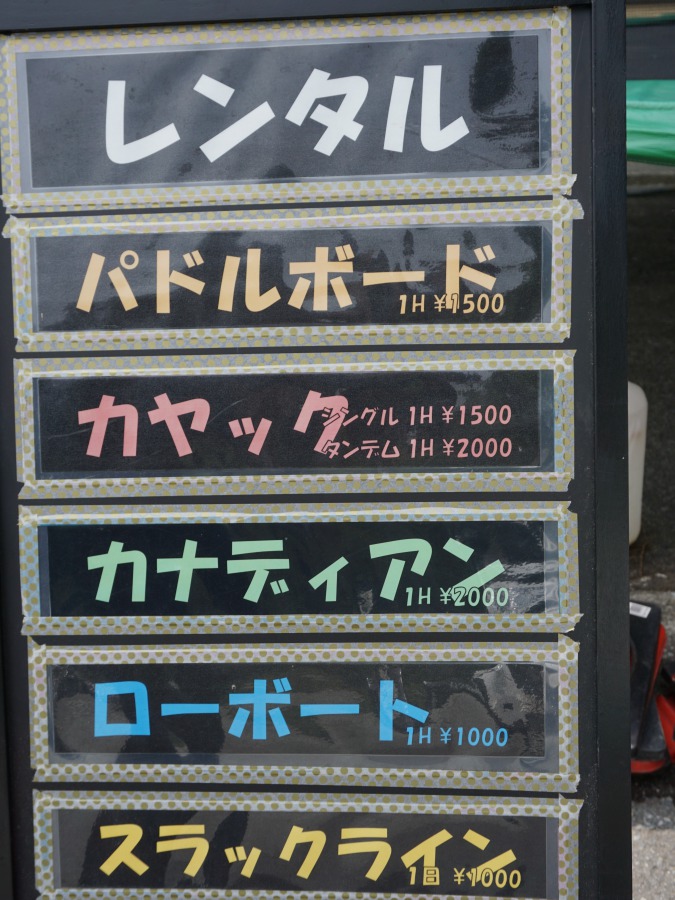 レンタル
パドルボード
1H ¥1500
カヤック
シングル 1H ¥1500
タンデム 1H ¥2000
カナディアン
1H ¥2000
ローボート
1H ¥1000
スラックライン
1日 ¥1000